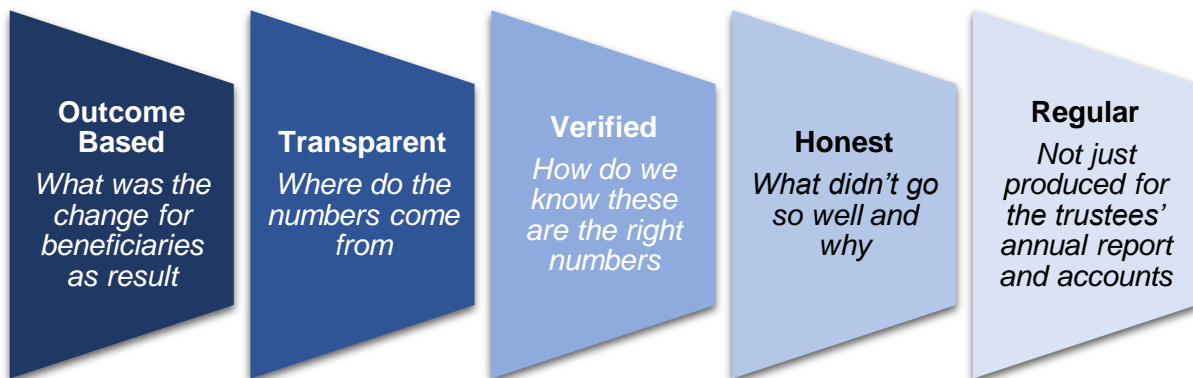 Outcome
Based
What was the
change for
beneficiaries
as result
Transparent
Where do the
numbers come
from
Verified
How do we
know these
are the right
numbers
Honest
What didn’t go
so well and
why
Regular
Not just
produced for
the trustees’
annual report
and accounts